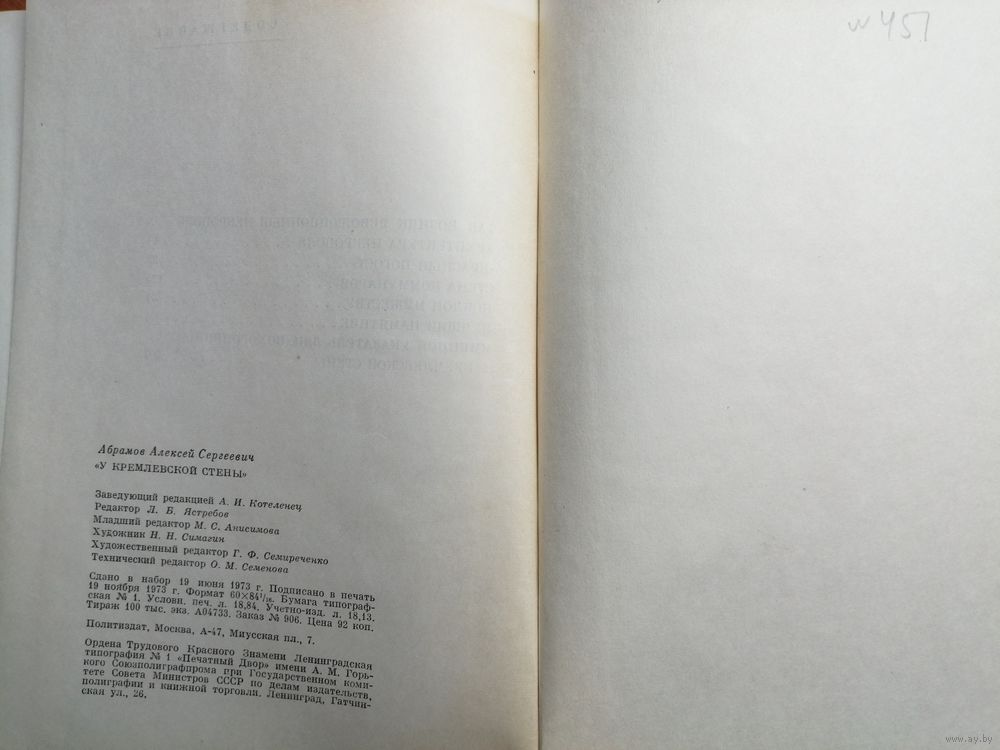 № 451
Абрамов Алексей Сергеевич
«У КРЕМЛЕВСКОЙ СТЕНЫ»
Заведующий редакцией А. И. Котеленец
Редактор Л. Б. Ястребов
Младший редактор М. С. Анисимова
Художник Н. Н. Симагин
Художественный редактор Г. Ф. Семиреченко
Технический редактор О. М. Семенова
Сдано в набор 19 июня 1973 г. Подписано в печать
19 ноября 1973 г. Формат 60×84¹/₁₆. Бумага типограф-
ская № 1. Условн. печ. л. 18,84. Учетно-изд. л. 18,13.
Тираж 100 тыс. экз. А04733. Заказ № 906. Цена 92 коп.
Политиздат, Москва, А-47, Миусская пл., 7.
Ордена Трудового Красного Знамени Ленинградская
типография № 1 «Печатный Двор» имени А. М. Горь-
кого Союзполиграфпрома при Государственном коми-
тете Совета Министров СССР по делам издательств,
полиграфии и книжной торговли. Ленинград, Гатчин-
ская ул., 26.
www.ay.by